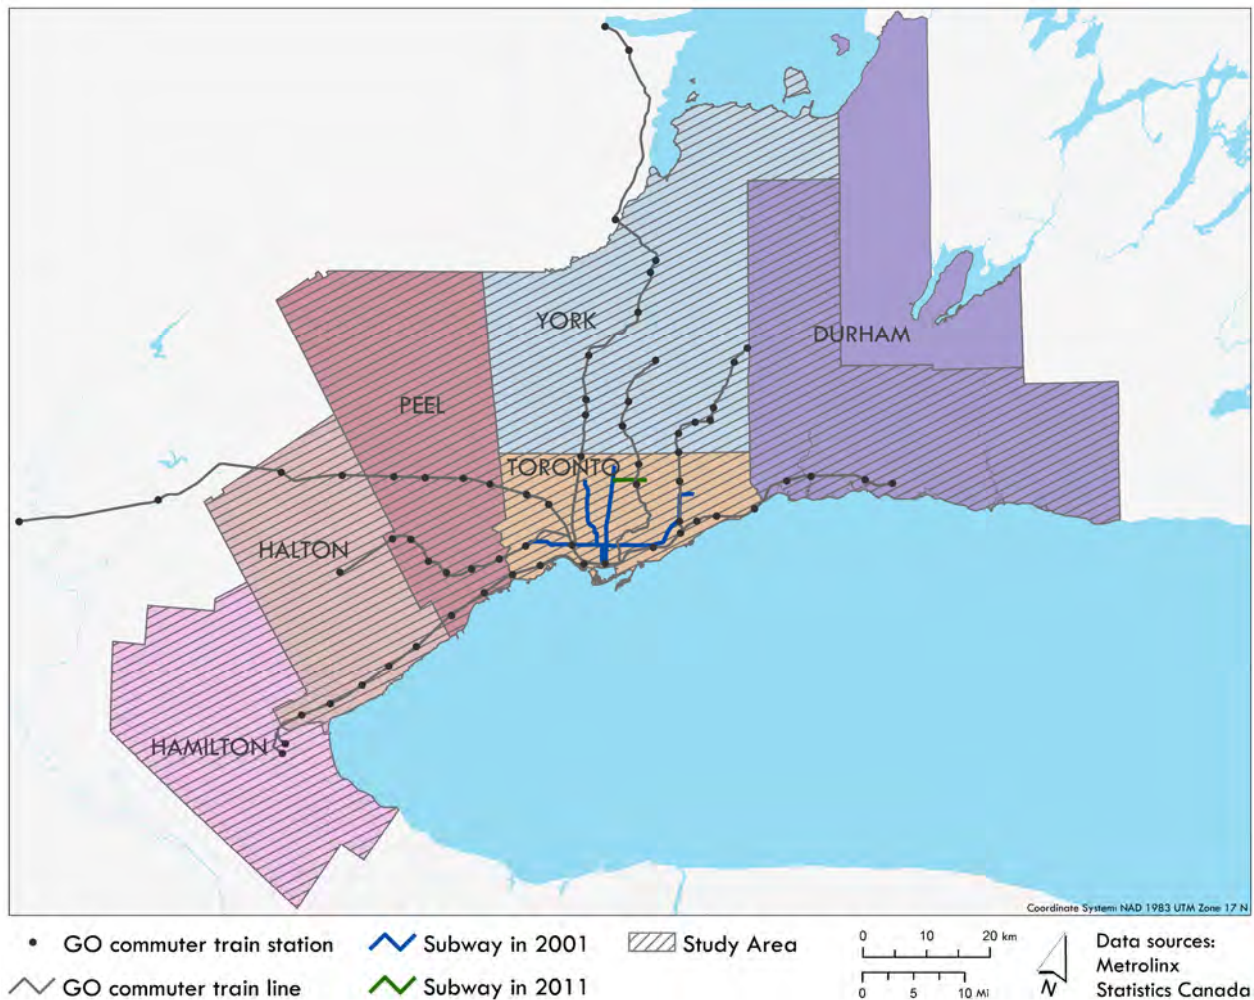 YORK
DURHAM
PEEL
TORONTO
HALTON
HAMILTON
Coordinate System: NAD 1983 UTM Zone 17 N
GO commuter train station
Subway in 2001
Study Area
0 10 20 km
Data sources:
Metrolinx
Statistics Canada
GO commuter train line
Subway in 2011
0 5 10 Mi
N